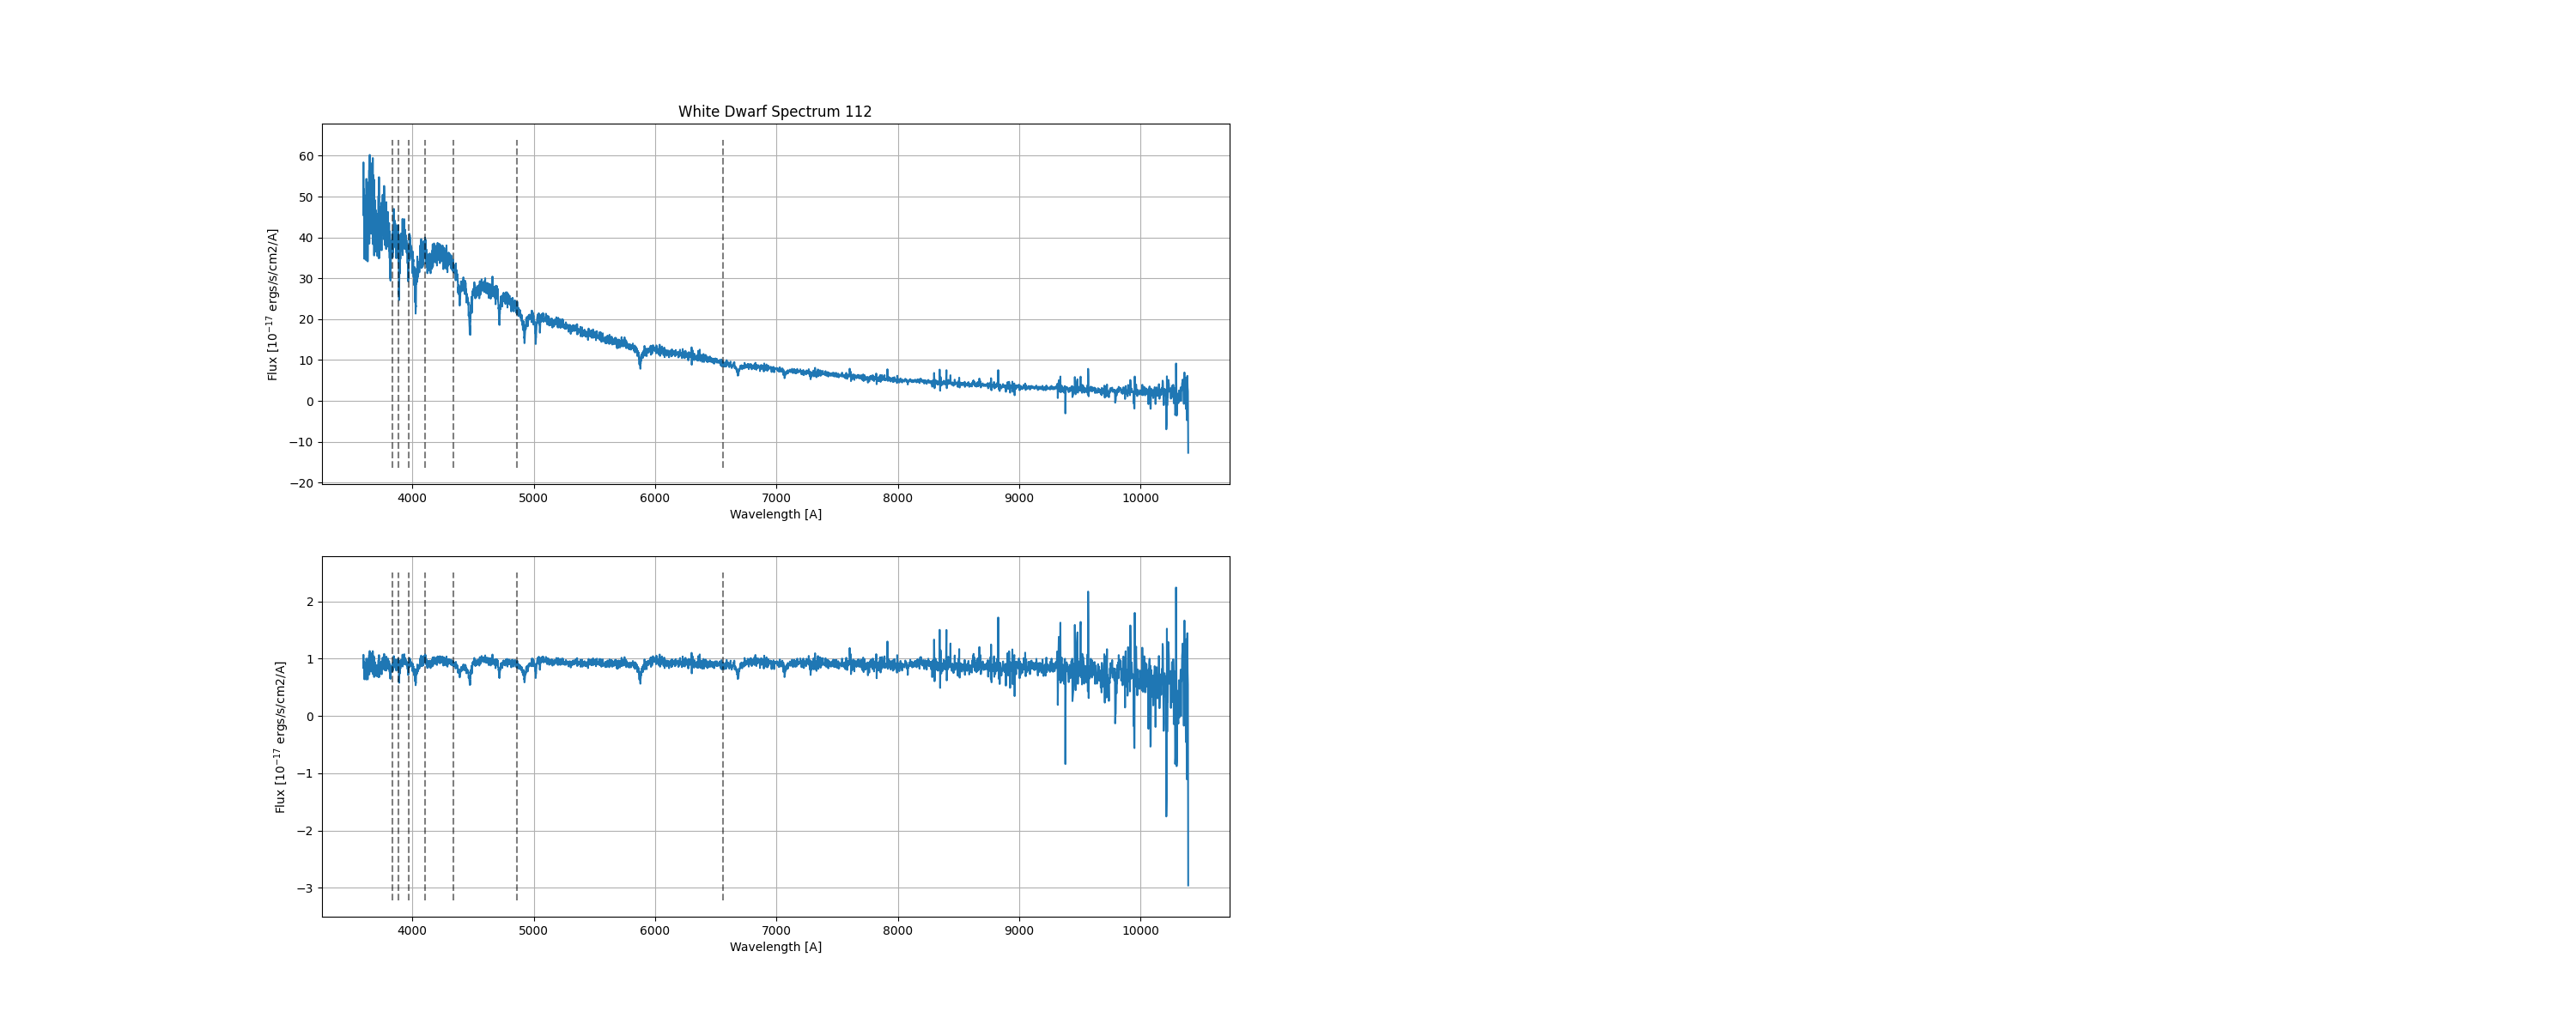 White Dwarf Spectrum 112
60
50
40
30
20
10
0
−10
−20
Flux [10⁻¹⁷ ergs/s/cm2/A]
4000 5000 6000 7000 8000 9000 10000
Wavelength [A]
2
1
0
−1
−2
−3
Flux [10⁻¹⁷ ergs/s/cm2/A]
4000 5000 6000 7000 8000 9000 10000
Wavelength [A]